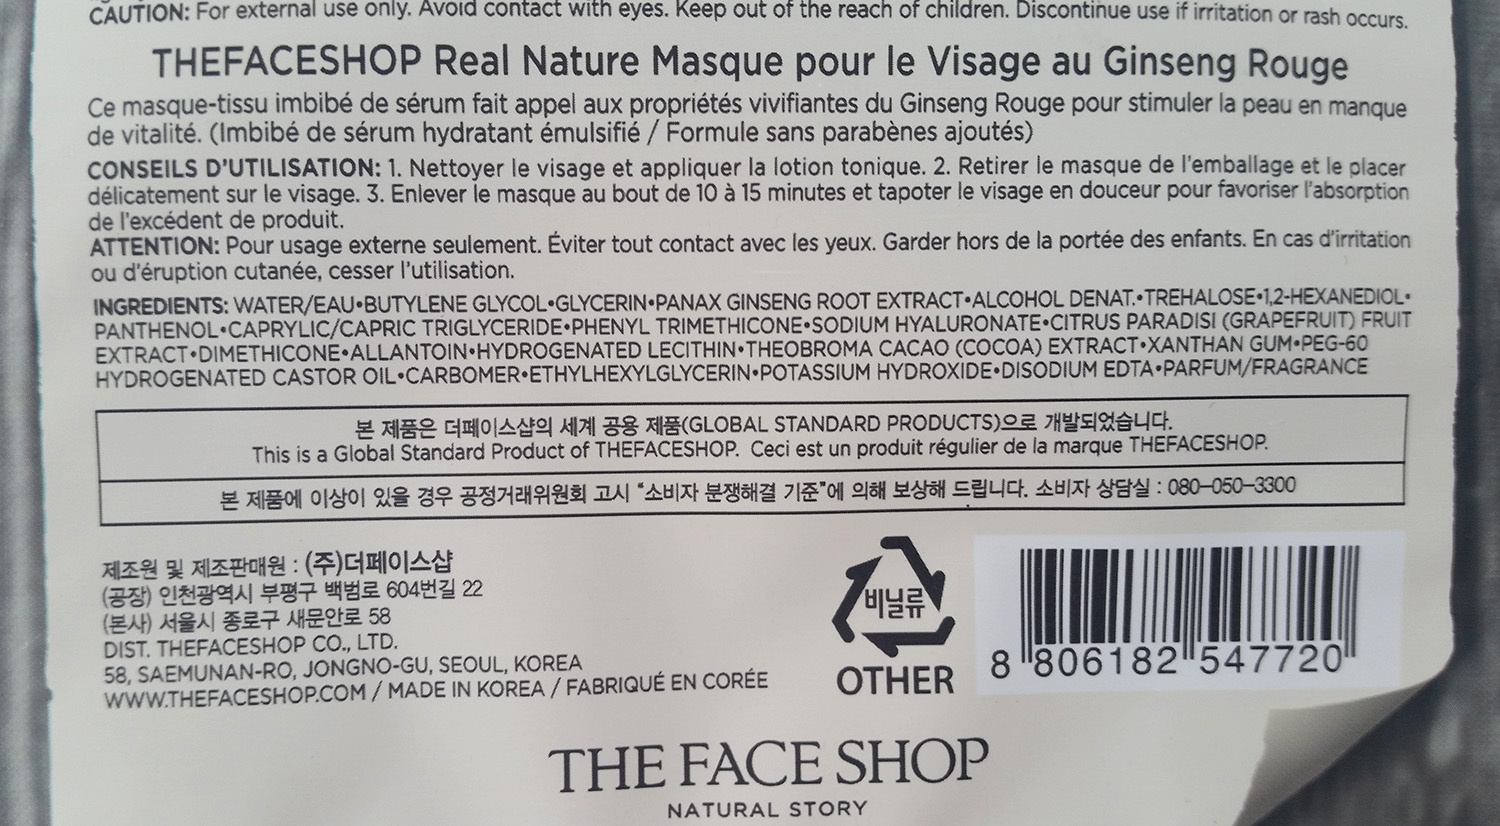 CAUTION: For external use only. Avoid contact with eyes. Keep out of the reach of children. Discontinue use if irritation or rash occurs.
THEFACESHOP Real Nature Masque pour le Visage au Ginseng Rouge
Ce masque-tissu imbibé de sérum fait appel aux propriétés vivifiantes du Ginseng Rouge pour stimuler la peau en manque
de vitalité. (Imbibé de sérum hydratant émulsifié / Formule sans parabènes ajoutés)
CONSEILS D'UTILISATION: 1. Nettoyer le visage et appliquer la lotion tonique. 2. Retirer le masque de l'emballage et le placer
délicatement sur le visage. 3. Enlever le masque au bout de 10 à 15 minutes et tapoter le visage en douceur pour favoriser l'absorption
de l'excédent de produit.
ATTENTION: Pour usage externe seulement. Éviter tout contact avec les yeux. Garder hors de la portée des enfants. En cas d'irritation
ou d'éruption cutanée, cesser l'utilisation.
INGREDIENTS: WATER/EAU•BUTYLENE GLYCOL•GLYCERIN•PANAX GINSENG ROOT EXTRACT•ALCOHOL DENAT.•TREHALOSE•1,2-HEXANEDIOL•
PANTHENOL•CAPRYLIC/CAPRIC TRIGLYCERIDE•PHENYL TRIMETHICONE•SODIUM HYALURONATE•CITRUS PARADISI (GRAPEFRUIT) FRUIT
EXTRACT•DIMETHICONE•ALLANTOIN•HYDROGENATED LECITHIN•THEOBROMA CACAO (COCOA) EXTRACT•XANTHAN GUM•PEG-60
HYDROGENATED CASTOR OIL•CARBOMER•ETHYLHEXYLGLYCERIN•POTASSIUM HYDROXIDE•DISODIUM EDTA•PARFUM/FRAGRANCE
본 제품은 더페이스샵의 세계 공용 제품(GLOBAL STANDARD PRODUCTS)으로 개발되었습니다.
This is a Global Standard Product of THEFACESHOP. Ceci est un produit régulier de la marque THEFACESHOP.
본 제품에 이상이 있을 경우 공정거래위원회 고시 "소비자 분쟁해결 기준"에 의해 보상해 드립니다. 소비자 상담실 : 080-050-3300
제조원 및 제조판매원 : (주)더페이스샵
(공장) 인천광역시 부평구 백범로 604번길 22
(본사) 서울시 종로구 새문안로 58
DIST. THEFACESHOP CO., LTD.
58, SAEMUNAN-RO, JONGNO-GU, SEOUL, KOREA
WWW.THEFACESHOP.COM / MADE IN KOREA / FABRIQUÉ EN CORÉE
비닐류
OTHER
8 806182 547720
THE FACE SHOP
NATURAL STORY